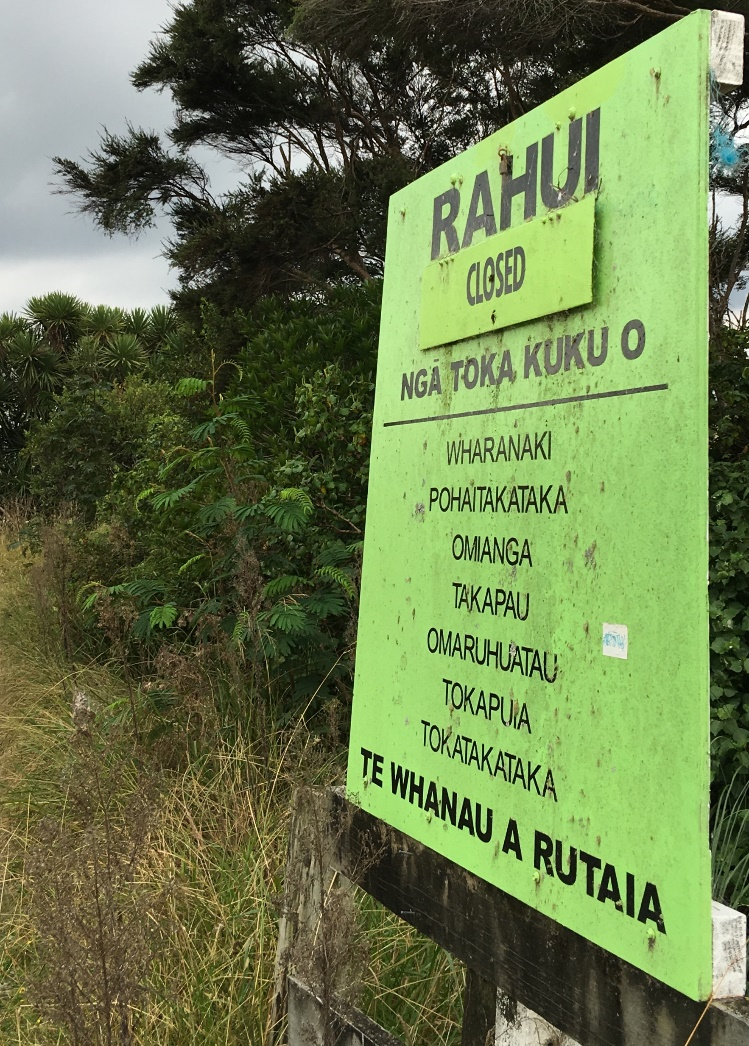 RAHUI
CLOSED
NGĀ TOKA KUKU O
WHARANAKI
POHAITAKATAKA
OMIANGA
TAKAPAU
OMARUHUATAU
TOKAPUIA
TOKATAKATAKA
TE WHANAU A RUTAIA